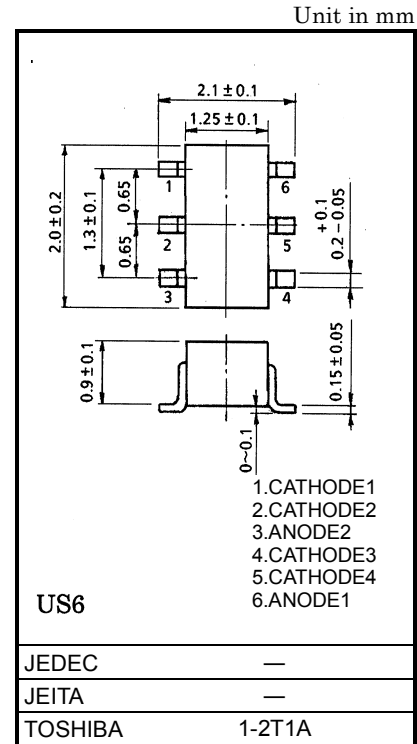 Unit in mm
2.1±0.1
1.25±0.1
1 6
2 5
3 4
2.0±0.2
1.3±0.1
0.65
0.65
+0.1
0.2−0.05
0.9±0.1
0.15±0.05
0~0.1
1.CATHODE1
2.CATHODE2
3.ANODE2
4.CATHODE3
5.CATHODE4
6.ANODE1
US6
JEDEC —
JEITA —
TOSHIBA 1-2T1A